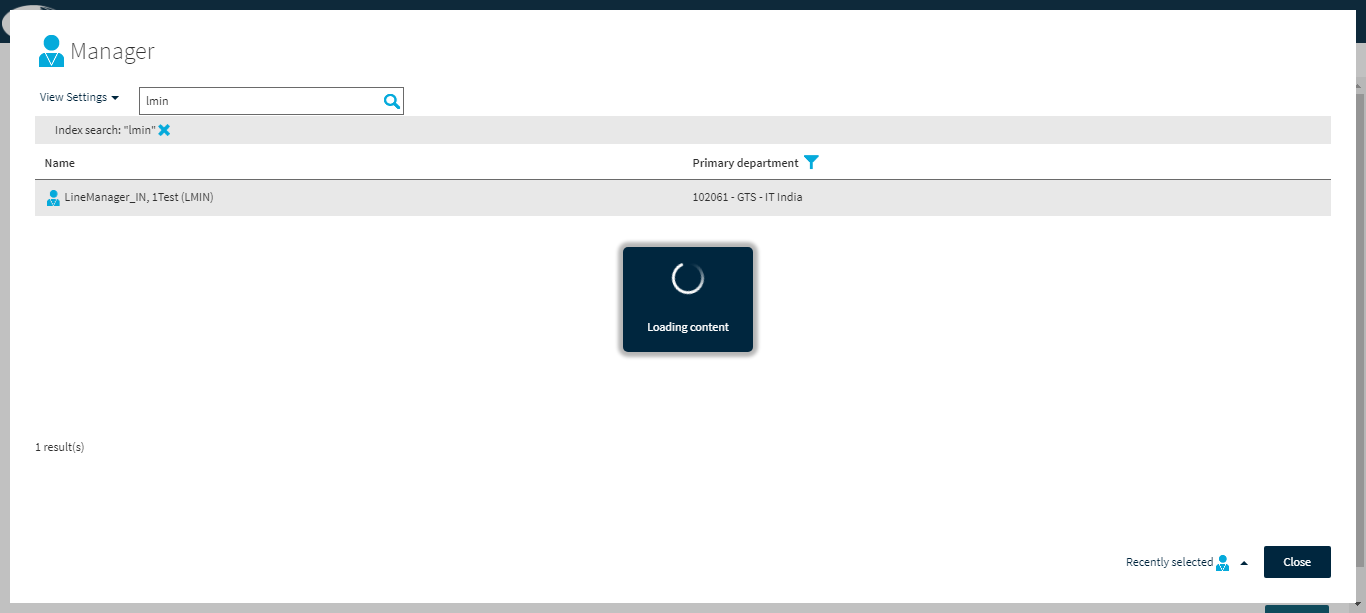 Manager
View Settings
lmin
Index search: "lmin"
Name Primary department
LineManager_IN, 1Test (LMIN) 102061 - GTS - IT India
Loading content
1 result(s)
Recently selected Close